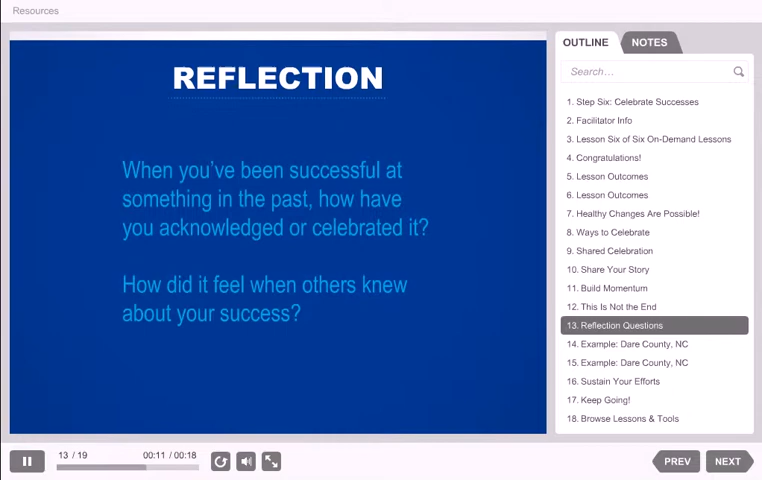 Resources
REFLECTION
When you've been successful at
something in the past, how have
you acknowledged or celebrated it?
How did it feel when others knew
about your success?
OUTLINE
NOTES
Search...
1. Step Six: Celebrate Successes
2. Facilitator Info
3. Lesson Six of Six On-Demand Lessons
4. Congratulations!
5. Lesson Outcomes
6. Lesson Outcomes
7. Healthy Changes Are Possible!
8. Ways to Celebrate
9. Shared Celebration
10. Share Your Story
11. Build Momentum
12. This Is Not the End
13. Reflection Questions
14. Example: Dare County, NC
15. Example: Dare County, NC
16. Sustain Your Efforts
17. Keep Going!
18. Browse Lessons & Tools
13 / 19
00:11 / 00:18
PREV
NEXT